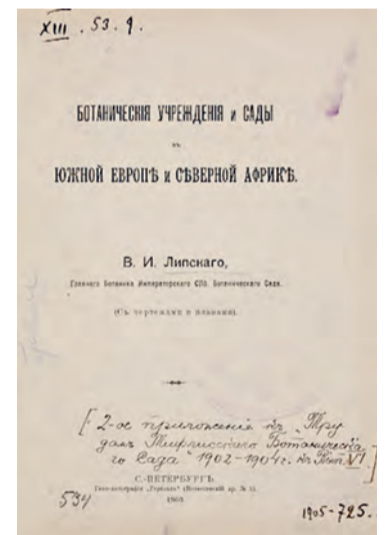 XIII . 53. 9.
БОТАНИЧЕСКІЯ УЧРЕЖДЕНІЯ и САДЫ
въ
ЮЖНОЙ ЕВРОПѢ и СѢВЕРНОЙ АФРИКѢ.
В. И. Липскаго,
Главнаго Ботаника Императорскаго СПб. Ботаническаго Сада.
(Съ чертежами и планами).
[ 2-ое приложеніе къ „Тру
дамъ Тифлисскаго Ботаническа
го Сада" 1902-1904г. къ Вып. VI ]
С.-ПЕТЕРБУРГЪ.
1903.
534
1905-725.